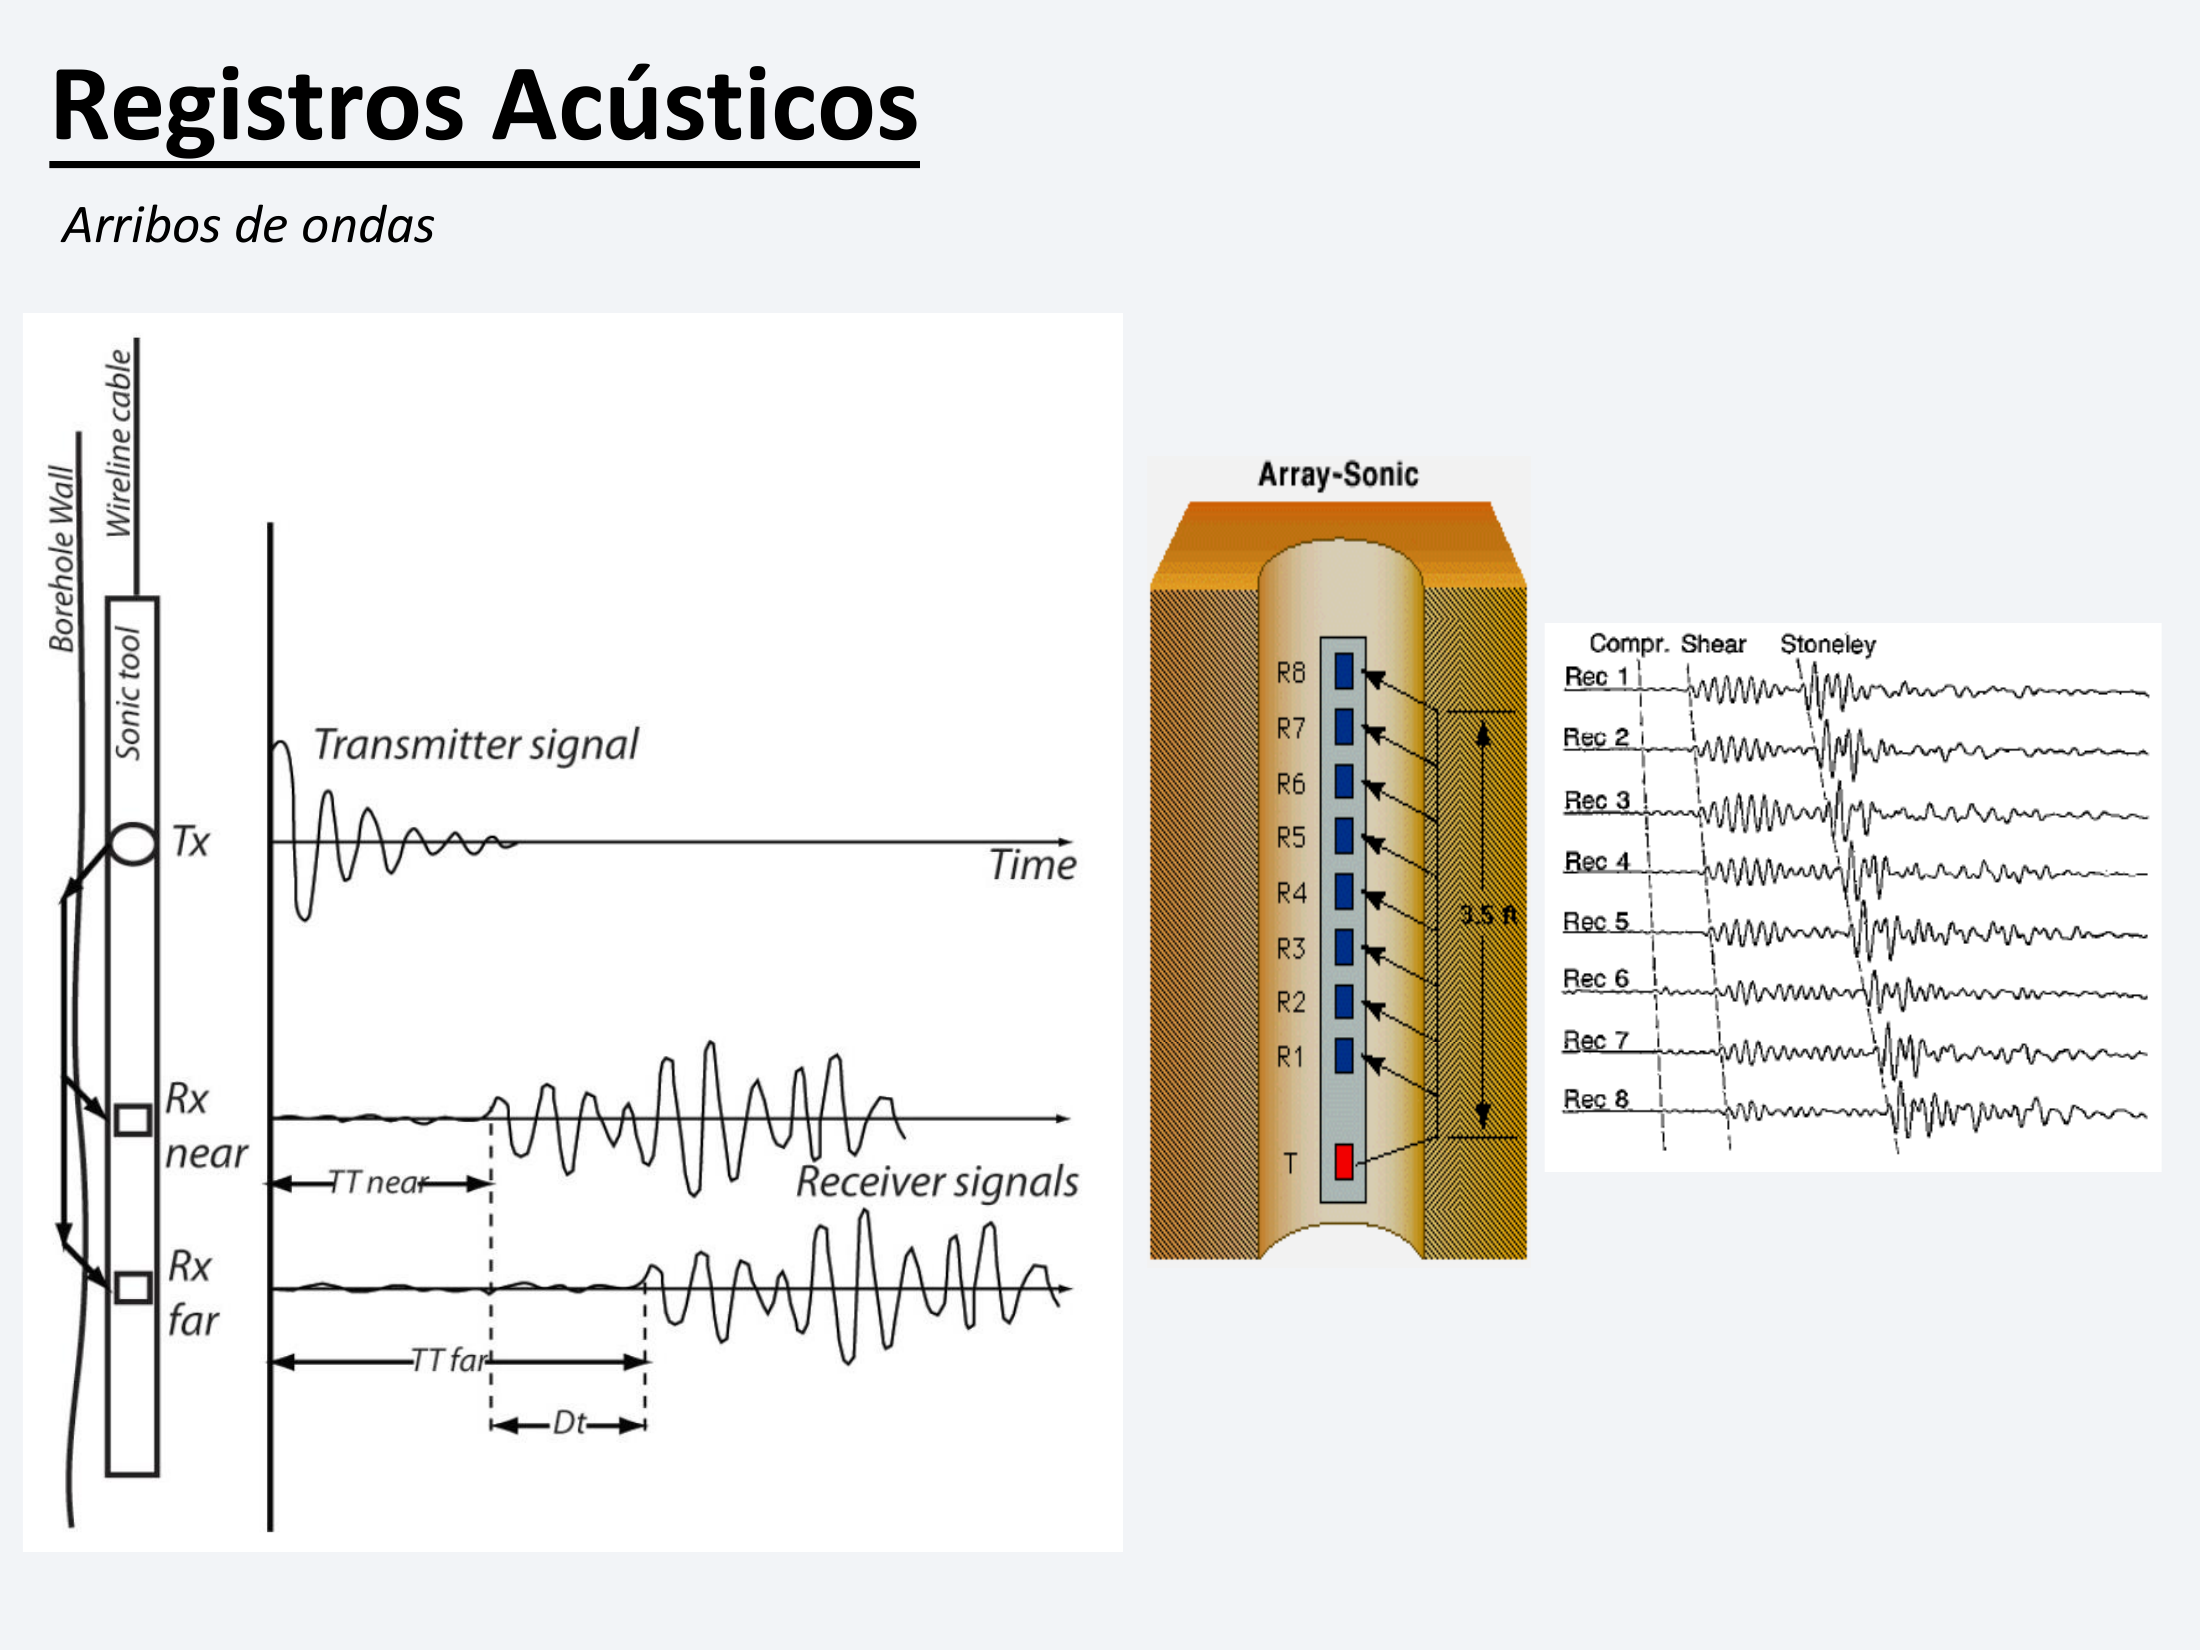 Registros Acústicos
Arribos de ondas
Wireline cable
Borehole Wall
Sonic tool
Transmitter signal
Tx
Time
Rx
near
TT near
Receiver signals
Rx
far
TT far
Dt
Array-Sonic
R8
R7
R6
R5
R4
3.5 ft
R3
R2
R1
T
Compr. Shear Stoneley
Rec 1
Rec 2
Rec 3
Rec 4
Rec 5
Rec 6
Rec 7
Rec 8